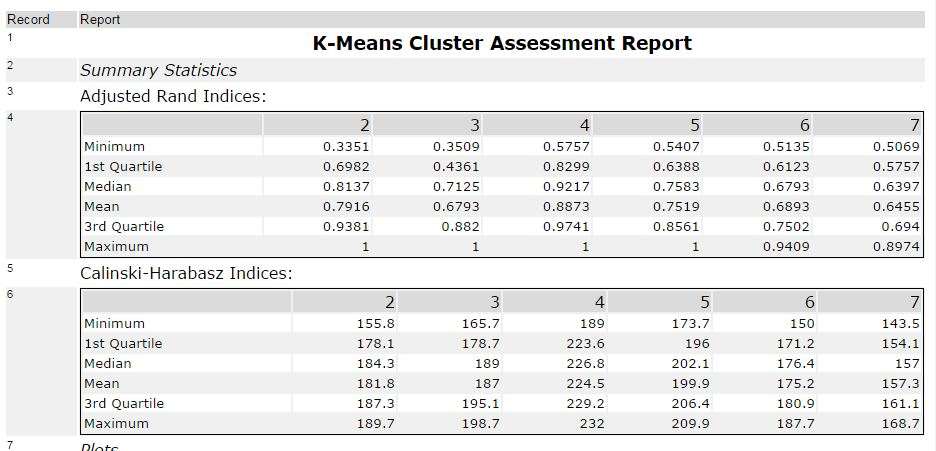 Record Report
1
K-Means Cluster Assessment Report
2
Summary Statistics
3
Adjusted Rand Indices:
4
2 3 4 5 6 7
Minimum 0.3351 0.3509 0.5757 0.5407 0.5135 0.5069
1st Quartile 0.6982 0.4361 0.8299 0.6388 0.6123 0.5757
Median 0.8137 0.7125 0.9217 0.7583 0.6793 0.6397
Mean 0.7916 0.6793 0.8873 0.7519 0.6893 0.6455
3rd Quartile 0.9381 0.882 0.9741 0.8561 0.7502 0.694
Maximum 1 1 1 1 0.9409 0.8974
5
Calinski-Harabasz Indices:
6
2 3 4 5 6 7
Minimum 155.8 165.7 189 173.7 150 143.5
1st Quartile 178.1 178.7 223.6 196 171.2 154.1
Median 184.3 189 226.8 202.1 176.4 157
Mean 181.8 187 224.5 199.9 175.2 157.3
3rd Quartile 187.3 195.1 229.2 206.4 180.9 161.1
Maximum 189.7 198.7 232 209.9 187.7 168.7
7
Plots